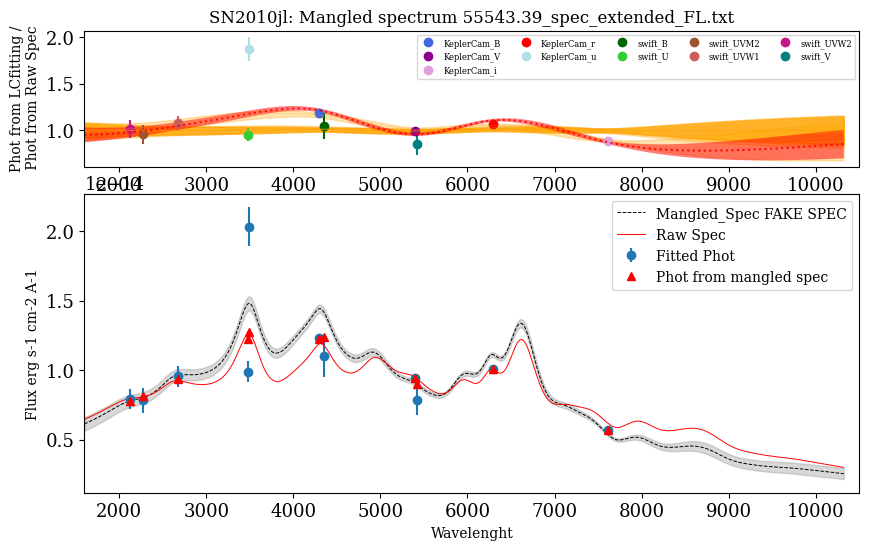 SN2010jl: Mangled spectrum 55543.39_spec_extended_FL.txt
Phot from LCfitting /
Phot from Raw Spec
2.0
1.5
1.0
KeplerCam_B KeplerCam_r swift_B swift_UVM2 swift_UVW2
KeplerCam_V KeplerCam_u swift_U swift_UVW1 swift_V
KeplerCam_i
2000 3000 4000 5000 6000 7000 8000 9000 10000
1e−14
Flux erg s-1 cm-2 A-1
2.0
1.5
1.0
0.5
Mangled_Spec FAKE SPEC
Raw Spec
Fitted Phot
Phot from mangled spec
2000 3000 4000 5000 6000 7000 8000 9000 10000
Wavelenght